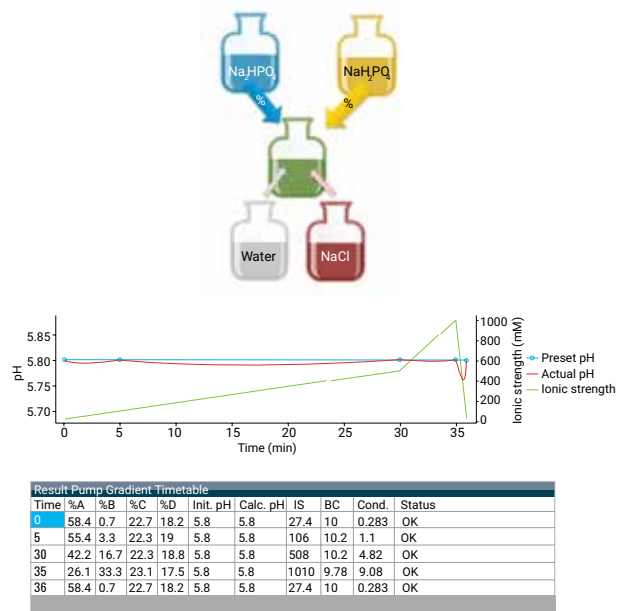 Na2HPO4 NaH2PO4
% %
Water NaCl
5.85
5.80
5.75
5.70
pH
1000
800
600
400
200
0
Ionic strength (mM)
0 5 10 15 20 25 30 35
Time (min)
Preset pH
Actual pH
Ionic strength
Result Pump Gradient Timetable
Time %A %B %C %D Init. pH Calc. pH IS BC Cond. Status
0 58.4 0.7 22.7 18.2 5.8 5.8 27.4 10 0.283 OK
5 55.4 3.3 22.3 19 5.8 5.8 106 10.2 1.1 OK
30 42.2 16.7 22.3 18.8 5.8 5.8 508 10.2 4.82 OK
35 26.1 33.3 23.1 17.5 5.8 5.8 1010 9.78 9.08 OK
36 58.4 0.7 22.7 18.2 5.8 5.8 27.4 10 0.283 OK